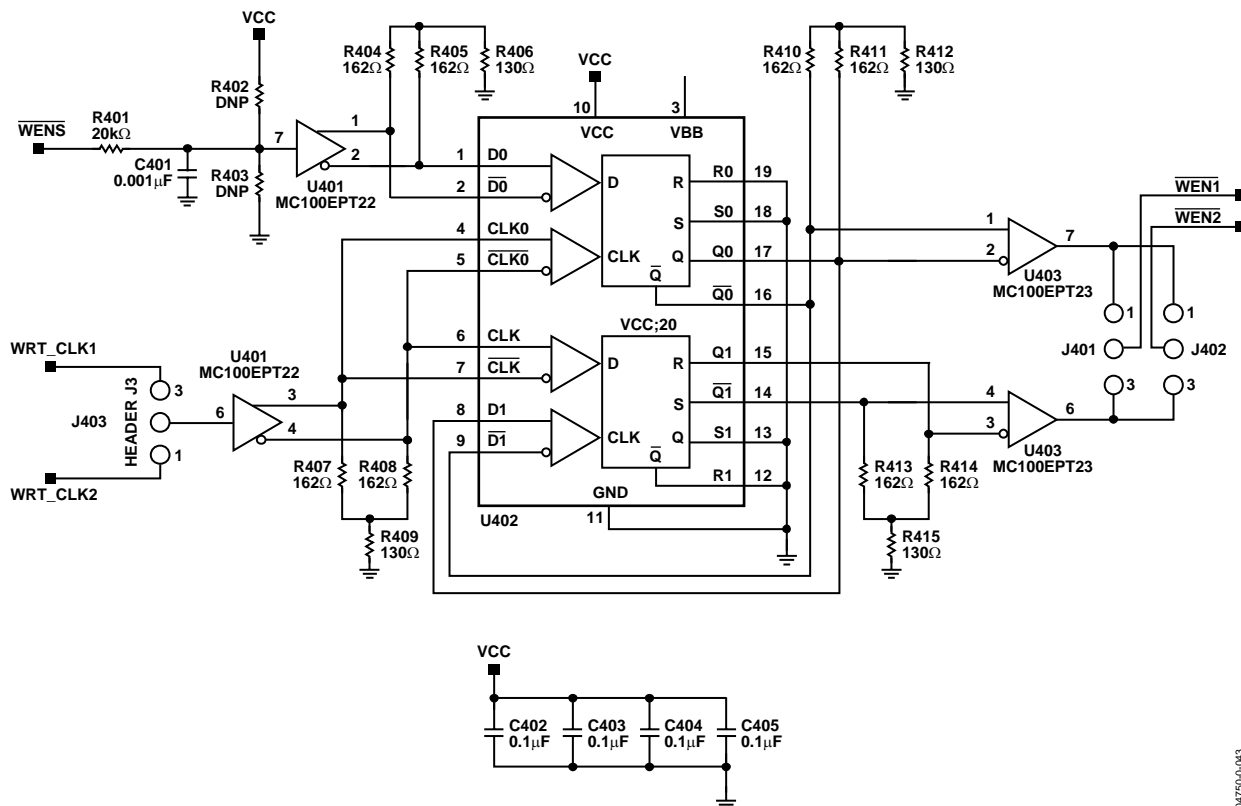 VCC
R402
DNP
WENS
R401
20kΩ
C401
0.001μF
R403
DNP
7
1
2
U401
MC100EPT22
R404
162Ω
R405
162Ω
R406
130Ω
VCC
10
3
VCC
VBB
1
D0
2
D0
4
CLK0
5
CLK0
6
CLK
7
CLK
8
D1
9
D1
D
CLK
R
S
Q
Q
VCC;20
D
CLK
R
S
Q
Q
R0
19
S0
18
Q0
17
Q0
16
Q1
15
Q1
14
S1
13
R1
12
GND
11
U402
R410
162Ω
R411
162Ω
R412
130Ω
1
2
7
U403
MC100EPT23
WEN1
WEN2
1
1
J401
J402
3
3
4
3
6
U403
MC100EPT23
R413
162Ω
R414
162Ω
R415
130Ω
WRT_CLK1
U401
MC100EPT22
HEADER J3
3
J403
1
6
3
4
WRT_CLK2
R407
162Ω
R408
162Ω
R409
130Ω
VCC
C402
0.1μF
C403
0.1μF
C404
0.1μF
C405
0.1μF
04750-0-043